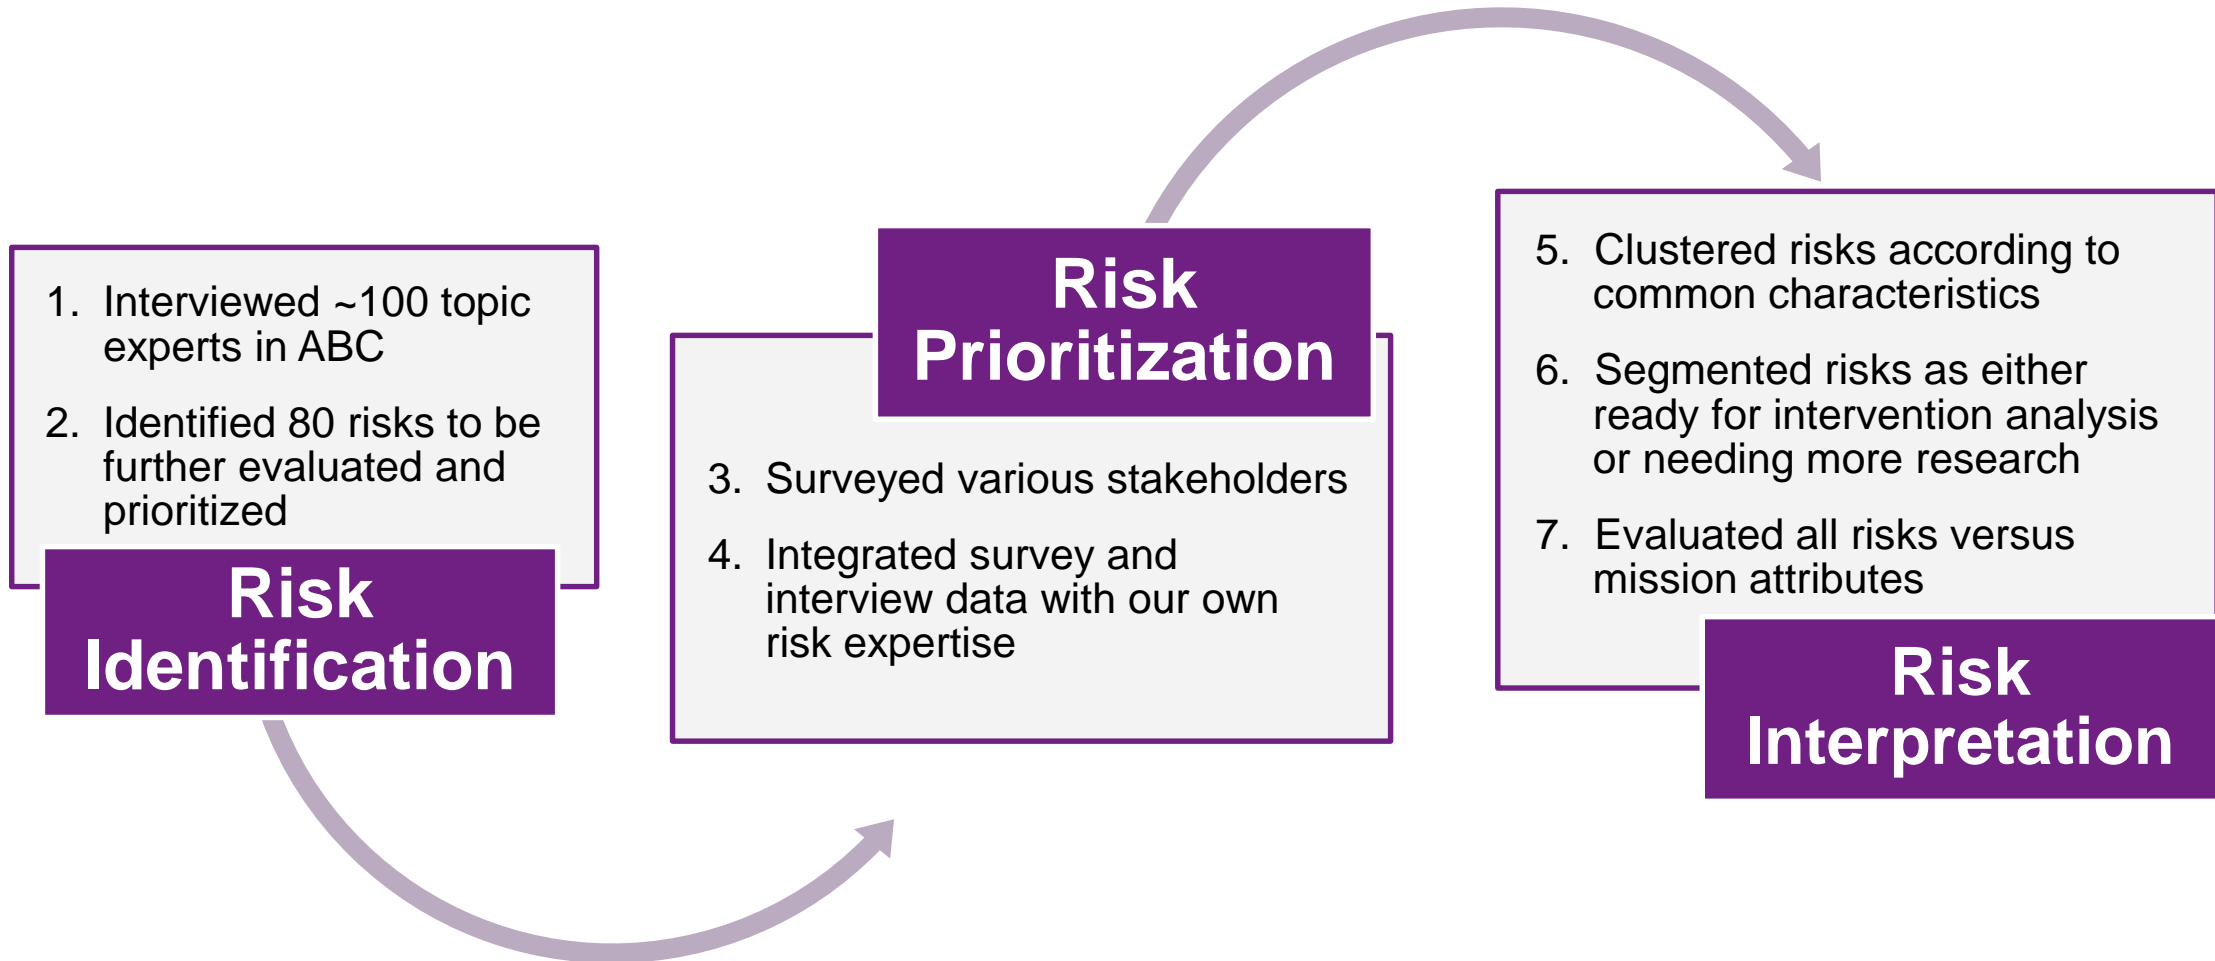 1. Interviewed ~100 topic
experts in ABC
2. Identified 80 risks to be
further evaluated and
prioritized
Risk
Identification
Risk
Prioritization
3. Surveyed various stakeholders
4. Integrated survey and
interview data with our own
risk expertise
5. Clustered risks according to
common characteristics
6. Segmented risks as either
ready for intervention analysis
or needing more research
7. Evaluated all risks versus
mission attributes
Risk
Interpretation